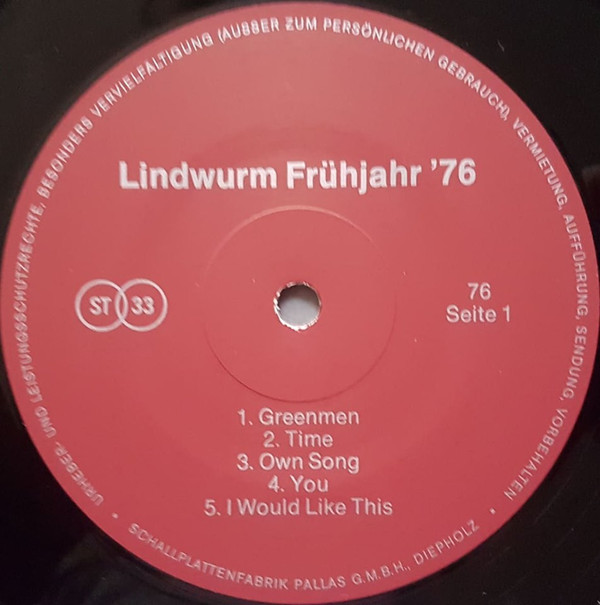 URHEBER- UND LEISTUNGSSCHUTZRECHTE, BESONDERS VERVIELFÄLTIGUNG (AUSSER ZUM PERSÖNLICHEN GEBRAUCH), VERMIETUNG, AUFFÜHRUNG, SENDUNG, VORBEHALTEN
Lindwurm Frühjahr '76
ST 33
76
Seite 1
1. Greenmen
2. Time
3. Own Song
4. You
5. I Would Like This
• SCHALLPLATTENFABRIK PALLAS G.M.B.H., DIEPHOLZ •